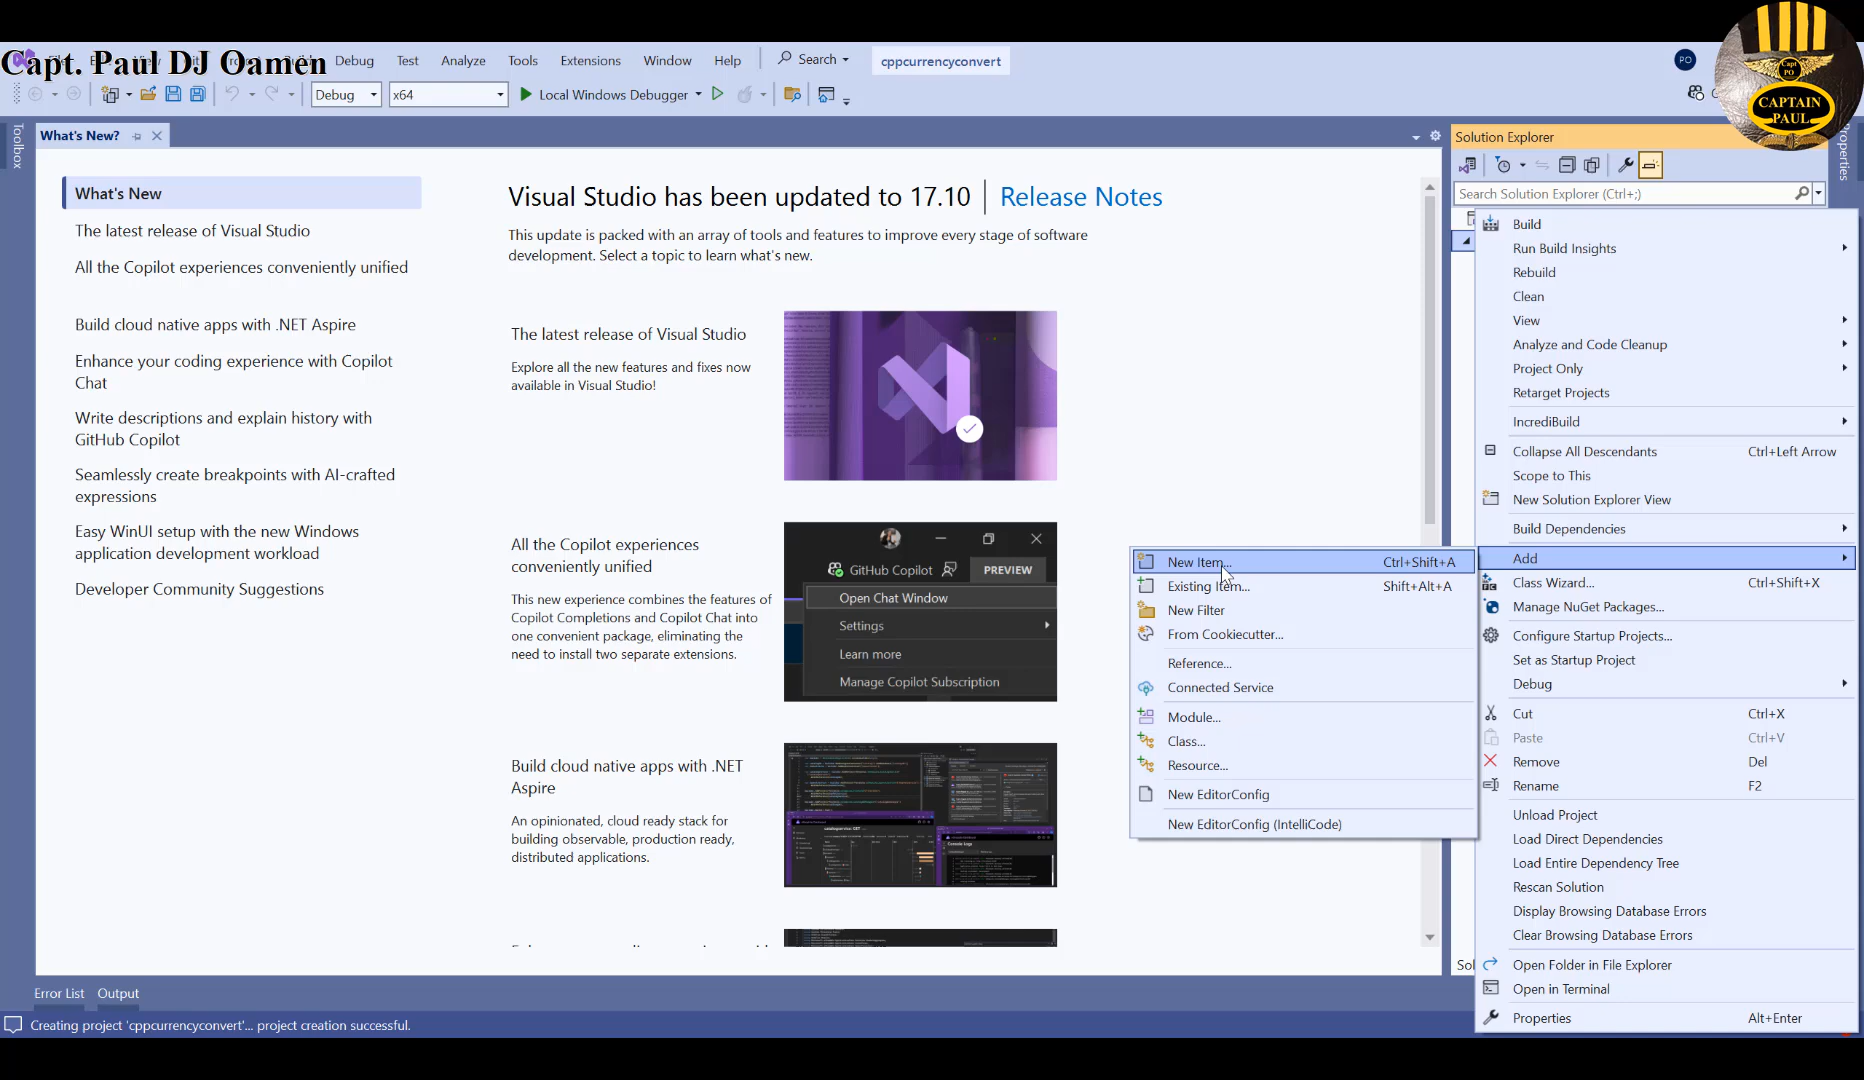 Capt. Paul DJ Oamen
Debug
Test
Analyze
Tools
Extensions
Window
Help
Search
cppcurrencyconvert
PO
Debug
x64
Local Windows Debugger
Capt
PO
CAPTAIN
PAUL
Toolbox
What's New?
Solution Explorer
Properties
Search Solution Explorer (Ctrl+;)
What's New
The latest release of Visual Studio
All the Copilot experiences conveniently unified
Build cloud native apps with .NET Aspire
Enhance your coding experience with Copilot
Chat
Write descriptions and explain history with
GitHub Copilot
Seamlessly create breakpoints with AI-crafted
expressions
Easy WinUI setup with the new Windows
application development workload
Developer Community Suggestions
Visual Studio has been updated to 17.10
Release Notes
This update is packed with an array of tools and features to improve every stage of software
development. Select a topic to learn what's new.
The latest release of Visual Studio
Explore all the new features and fixes now
available in Visual Studio!
All the Copilot experiences
conveniently unified
This new experience combines the features of
Copilot Completions and Copilot Chat into
one convenient package, eliminating the
need to install two separate extensions.
GitHub Copilot
PREVIEW
Open Chat Window
Settings
Learn more
Manage Copilot Subscription
Build cloud native apps with .NET
Aspire
An opinionated, cloud ready stack for
building observable, production ready,
distributed applications.
New Item... Ctrl+Shift+A
Existing Item... Shift+Alt+A
New Filter
From Cookiecutter...
Reference...
Connected Service
Module...
Class...
Resource...
New EditorConfig
New EditorConfig (IntelliCode)
Build
Run Build Insights
Rebuild
Clean
View
Analyze and Code Cleanup
Project Only
Retarget Projects
IncrediBuild
Collapse All Descendants Ctrl+Left Arrow
Scope to This
New Solution Explorer View
Build Dependencies
Add
Class Wizard... Ctrl+Shift+X
Manage NuGet Packages...
Configure Startup Projects...
Set as Startup Project
Debug
Cut Ctrl+X
Paste Ctrl+V
Remove Del
Rename F2
Unload Project
Load Direct Dependencies
Load Entire Dependency Tree
Rescan Solution
Display Browsing Database Errors
Clear Browsing Database Errors
Open Folder in File Explorer
Open in Terminal
Properties Alt+Enter
Sol
Error List
Output
Creating project 'cppcurrencyconvert'... project creation successful.